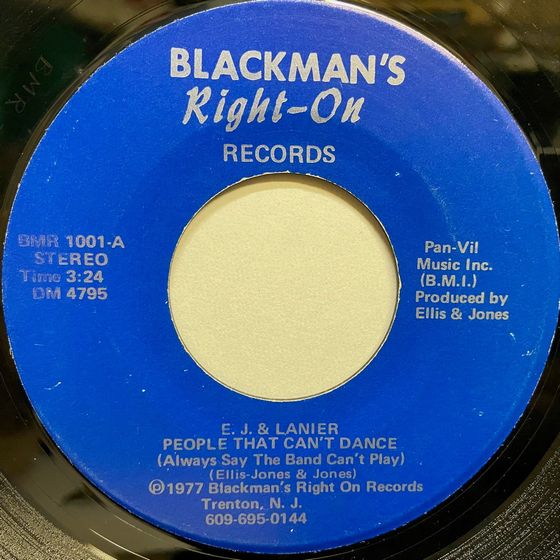 BMR
BLACKMAN'S
Right-On
RECORDS
BMR 1001-A
STEREO
Time 3:24
DM 4795
Pan-Vil
Music Inc.
(B.M.I.)
Produced by
Ellis & Jones
E. J. & LANIER
PEOPLE THAT CAN'T DANCE
(Always Say The Band Can't Play)
(Ellis-Jones & Jones)
Ⓟ1977 Blackman's Right On Records
Trenton, N. J.
609-695-0144